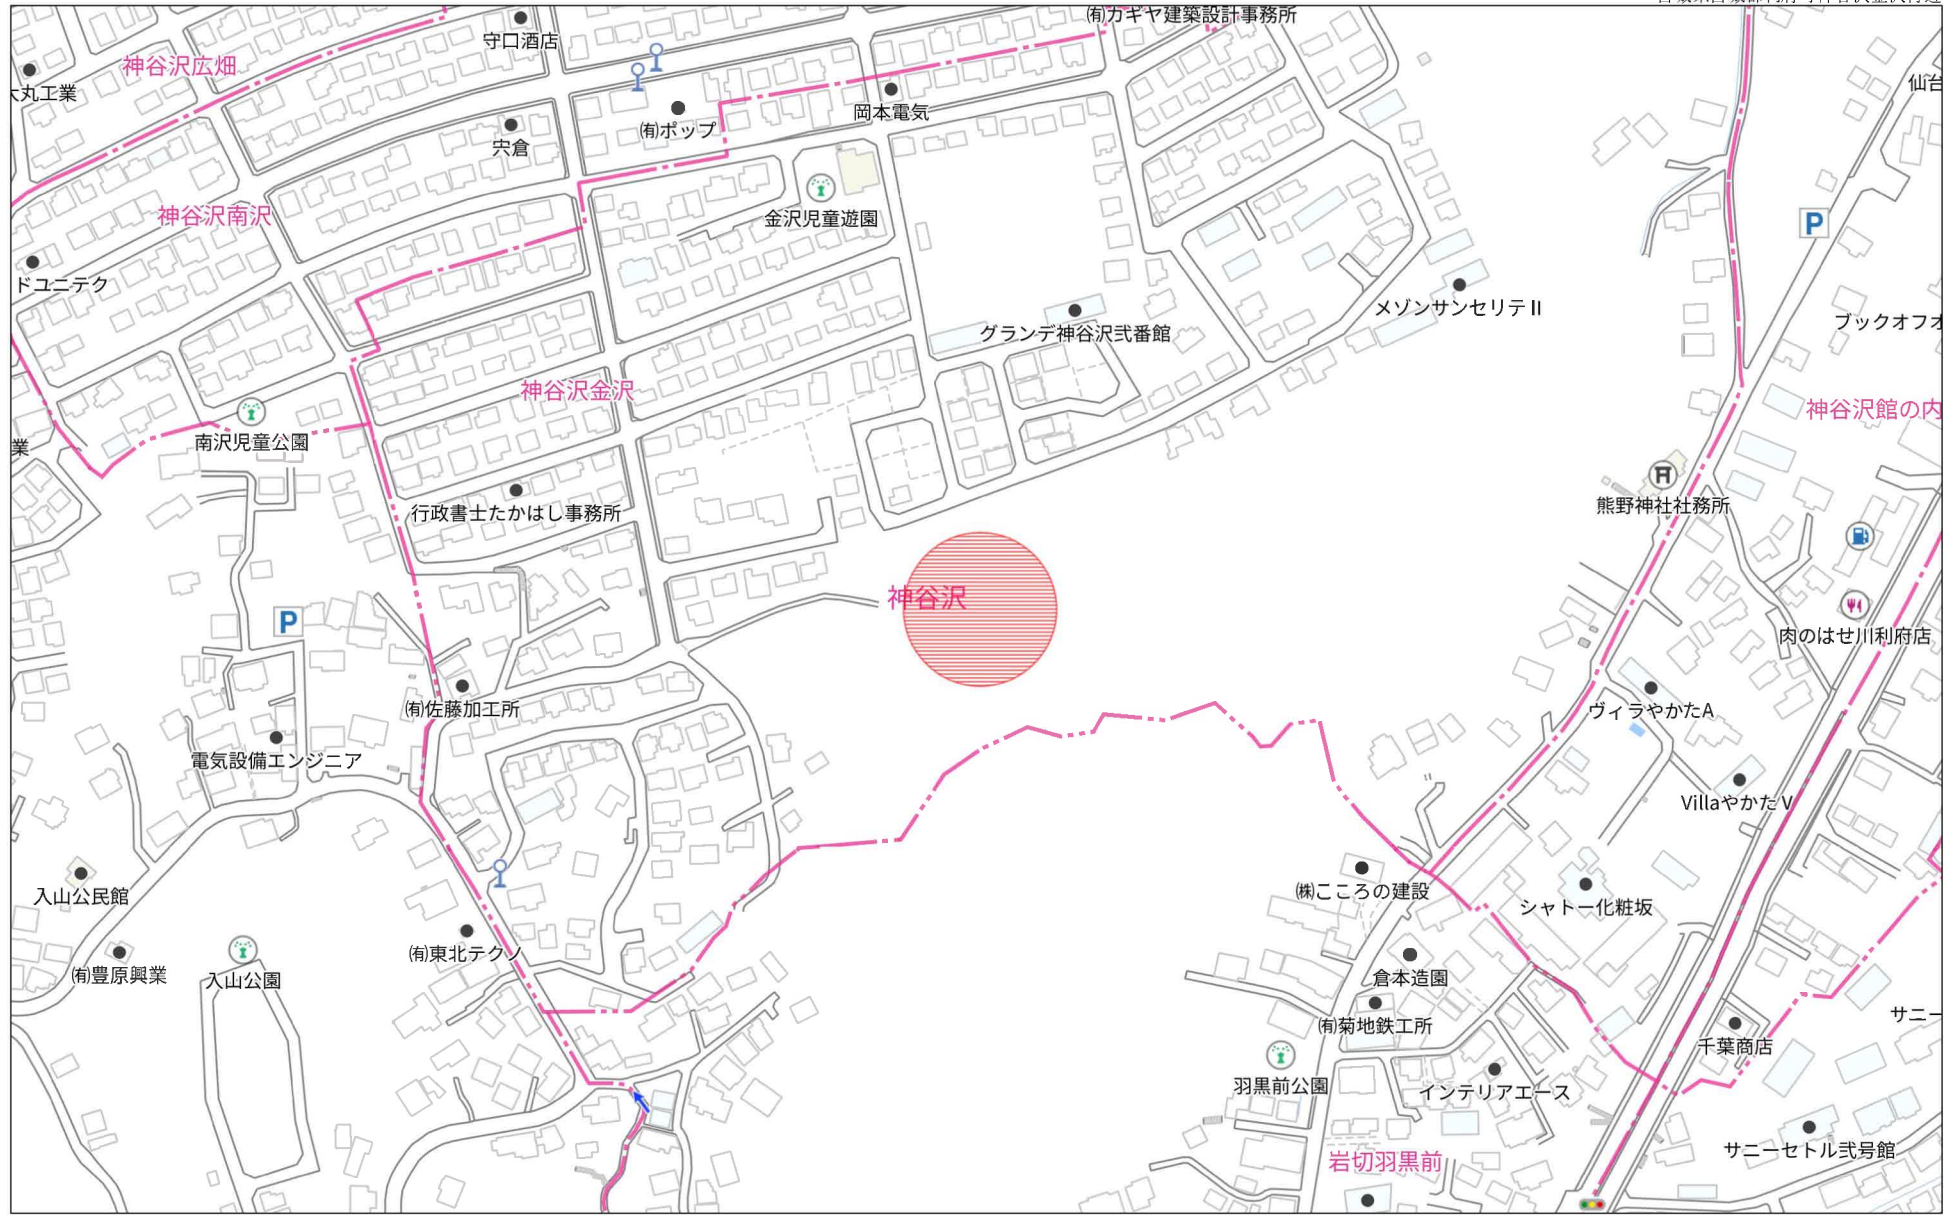 ㈲カギヤ建築設計事務所
守口酒店
神谷沢広畑
大丸工業
岡本電気
㈲ポップ
宍倉
仙台
神谷沢南沢
金沢児童遊園
P
ドユニテク
メゾンサンセリテⅡ
グランデ神谷沢弐番館
ブックオフオ
神谷沢金沢
神谷沢館の内
南沢児童公園
業
熊野神社社務所
行政書士たかはし事務所
神谷沢
P
肉のはせ川利府店
㈲佐藤加工所
ヴィラやかたA
電気設備エンジニア
VillaやかたⅤ
入山公民館
㈱こころの建設
シャトー化粧坂
㈲東北テクノ
㈲豊原興業
入山公園
倉本造園
サニー
㈲菊地鉄工所
千葉商店
羽黒前公園
インテリアエース
サニーセトル弐号館
岩切羽黒前